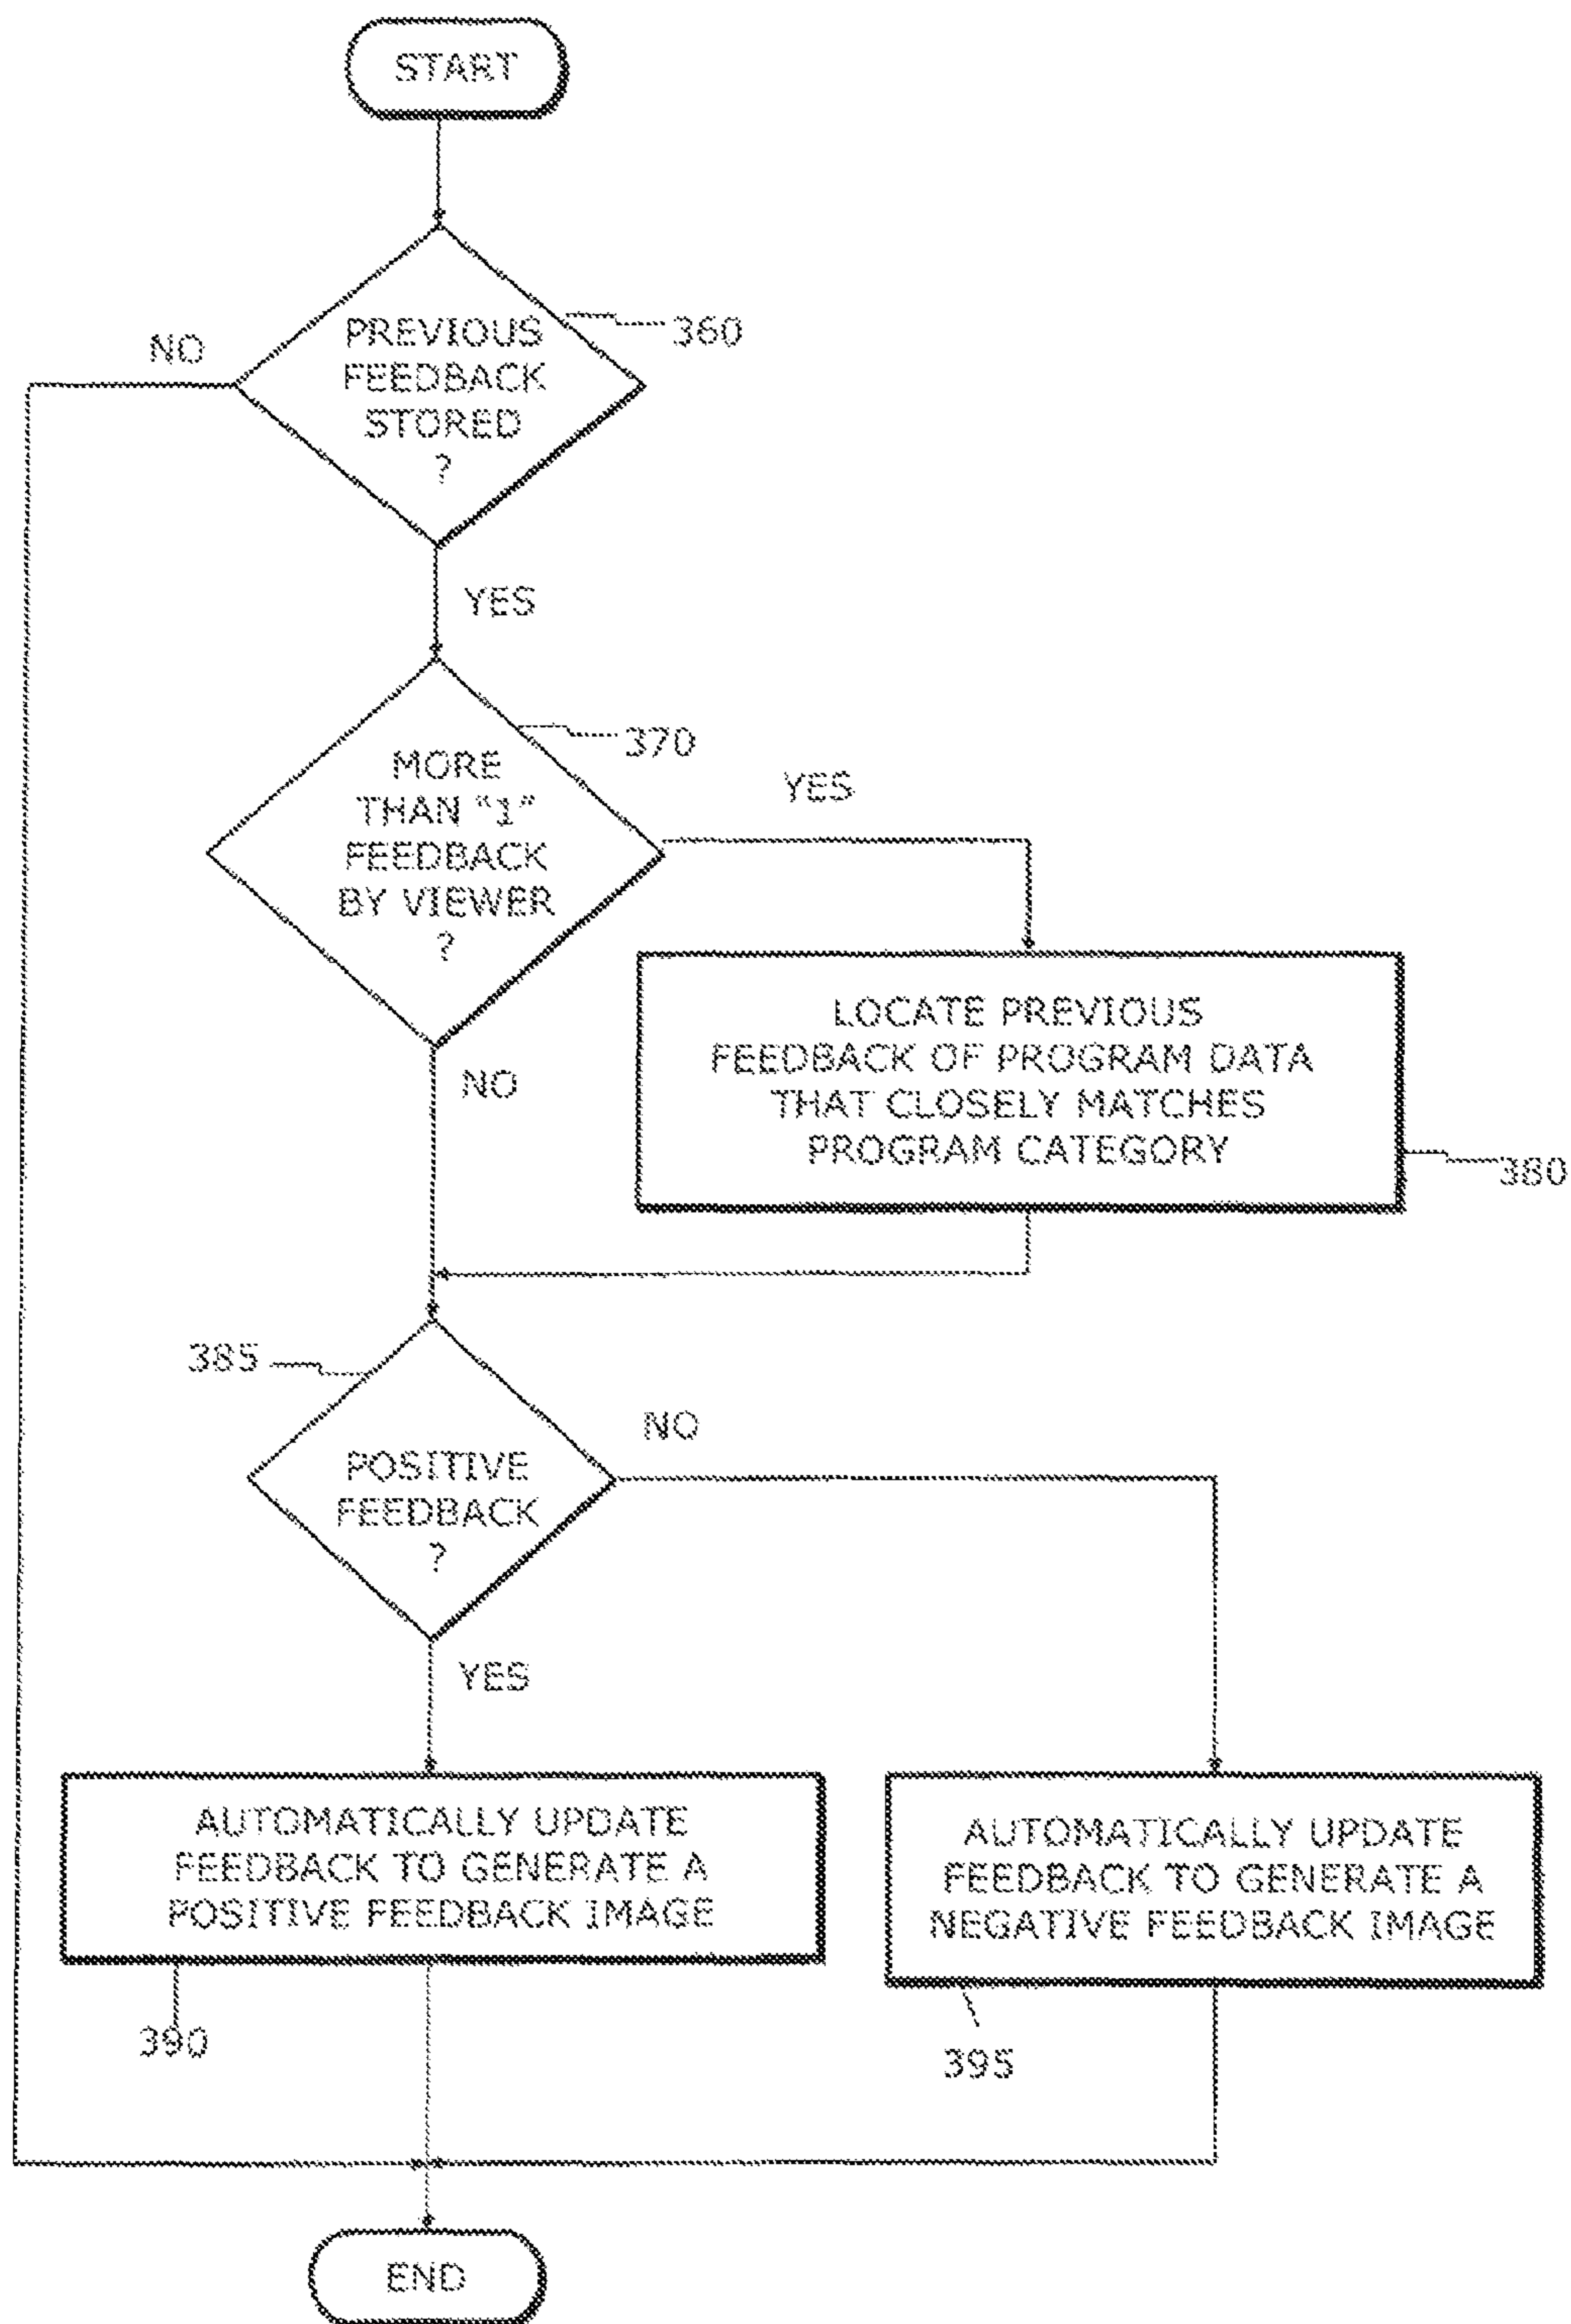 START
NO
PREVIOUS
FEEDBACK
STORED
?
360
YES
MORE
THAN "1"
FEEDBACK
BY VIEWER
?
370
YES
NO
LOCATE PREVIOUS
FEEDBACK OF PROGRAM DATA
THAT CLOSELY MATCHES
PROGRAM CATEGORY
380
385
POSITIVE
FEEDBACK
?
NO
YES
AUTOMATICALLY UPDATE
FEEDBACK TO GENERATE A
POSITIVE FEEDBACK IMAGE
390
AUTOMATICALLY UPDATE
FEEDBACK TO GENERATE A
NEGATIVE FEEDBACK IMAGE
395
END